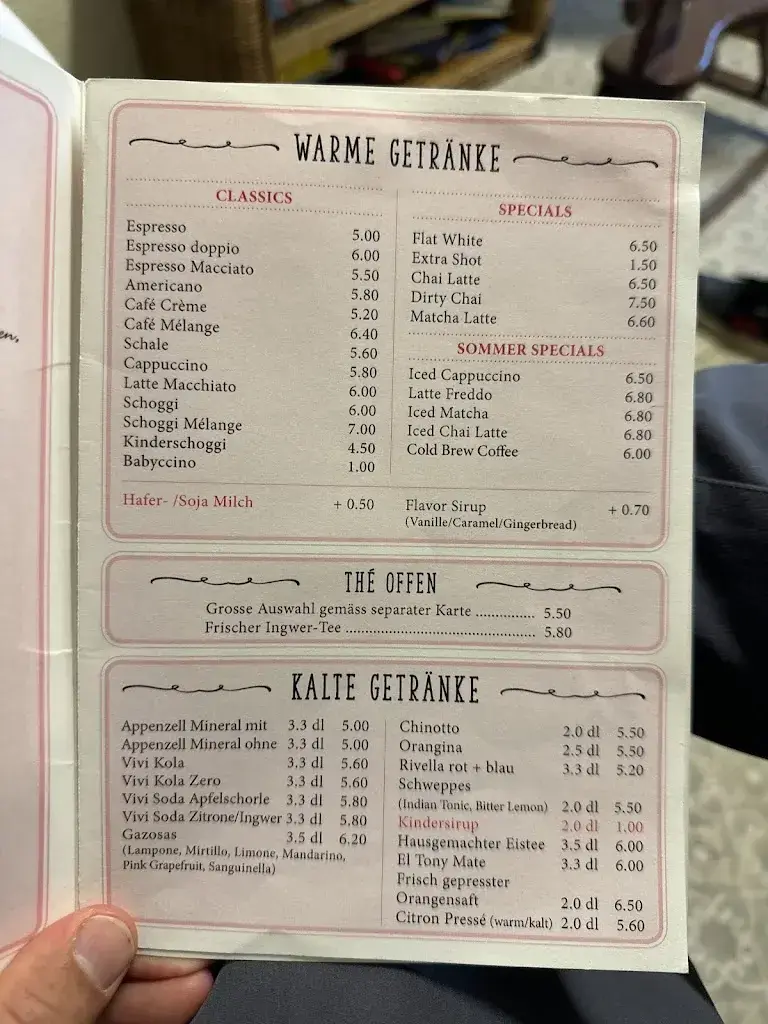 en,
WARME GETRÄNKE
CLASSICS
Espresso 5.00
Espresso doppio 6.00
Espresso Macciato 5.50
Americano 5.80
Café Crème 5.20
Café Mélange 6.40
Schale 5.60
Cappuccino 5.80
Latte Macchiato 6.00
Schoggi 6.00
Schoggi Mélange 7.00
Kinderschoggi 4.50
Babyccino 1.00
SPECIALS
Flat White 6.50
Extra Shot 1.50
Chai Latte 6.50
Dirty Chai 7.50
Matcha Latte 6.60
SOMMER SPECIALS
Iced Cappuccino 6.50
Latte Freddo 6.80
Iced Matcha 6.80
Iced Chai Latte 6.80
Cold Brew Coffee 6.00
Hafer- /Soja Milch + 0.50
Flavor Sirup + 0.70
(Vanille/Caramel/Gingerbread)
THÉ OFFEN
Grosse Auswahl gemäss separater Karte ............... 5.50
Frischer Ingwer-Tee ................................................ 5.80
KALTE GETRÄNKE
Appenzell Mineral mit 3.3 dl 5.00
Appenzell Mineral ohne 3.3 dl 5.00
Vivi Kola 3.3 dl 5.60
Vivi Kola Zero 3.3 dl 5.60
Vivi Soda Apfelschorle 3.3 dl 5.80
Vivi Soda Zitrone/Ingwer 3.3 dl 5.80
Gazosas 3.5 dl 6.20
(Lampone, Mirtillo, Limone, Mandarino,
Pink Grapefruit, Sanguinella)
Chinotto 2.0 dl 5.50
Orangina 2.5 dl 5.50
Rivella rot + blau 3.3 dl 5.20
Schweppes
(Indian Tonic, Bitter Lemon) 2.0 dl 5.50
Kindersirup 2.0 dl 1.00
Hausgemachter Eistee 3.5 dl 6.00
El Tony Mate 3.3 dl 6.00
Frisch gepresster
Orangensaft 2.0 dl 6.50
Citron Pressé (warm/kalt) 2.0 dl 5.60